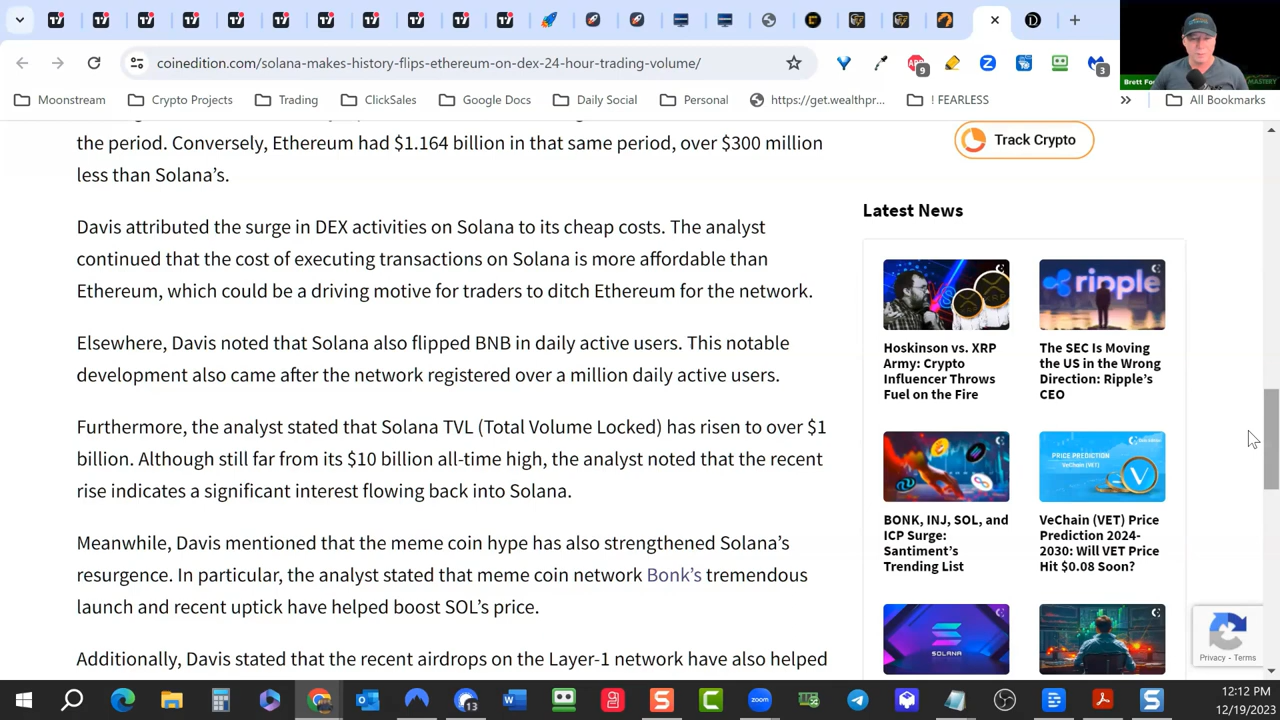 coinedition.com/solana-makes-history-flips-ethereum-on-dex-24-hour-trading-volume/
9
3
Brett Fo
MASTERY
Moonstream
Crypto Projects
Trading
ClickSales
Google Docs
Daily Social
Personal
https://get.wealthpr...
! FEARLESS
All Bookmarks
the period. Conversely, Ethereum had $1.164 billion in that same period, over $300 million
less than Solana's.
Davis attributed the surge in DEX activities on Solana to its cheap costs. The analyst
continued that the cost of executing transactions on Solana is more affordable than
Ethereum, which could be a driving motive for traders to ditch Ethereum for the network.
Elsewhere, Davis noted that Solana also flipped BNB in daily active users. This notable
development also came after the network registered over a million daily active users.
Furthermore, the analyst stated that Solana TVL (Total Volume Locked) has risen to over $1
billion. Although still far from its $10 billion all-time high, the analyst noted that the recent
rise indicates a significant interest flowing back into Solana.
Meanwhile, Davis mentioned that the meme coin hype has also strengthened Solana's
resurgence. In particular, the analyst stated that meme coin network Bonk's tremendous
launch and recent uptick have helped boost SOL's price.
Additionally, Davis stated that the recent airdrops on the Layer-1 network have also helped
Track Crypto
Latest News
ripple
Hoskinson vs. XRP
Army: Crypto
Influencer Throws
Fuel on the Fire
The SEC Is Moving
the US in the Wrong
Direction: Ripple's
CEO
PRICE PREDICTION
VeChain (VET)
BONK, INJ, SOL, and
ICP Surge:
Santiment's
Trending List
VeChain (VET) Price
Prediction 2024-
2030: Will VET Price
Hit $0.08 Soon?
SOLANA
Privacy - Terms
13
zoom
12:12 PM
12/19/2023